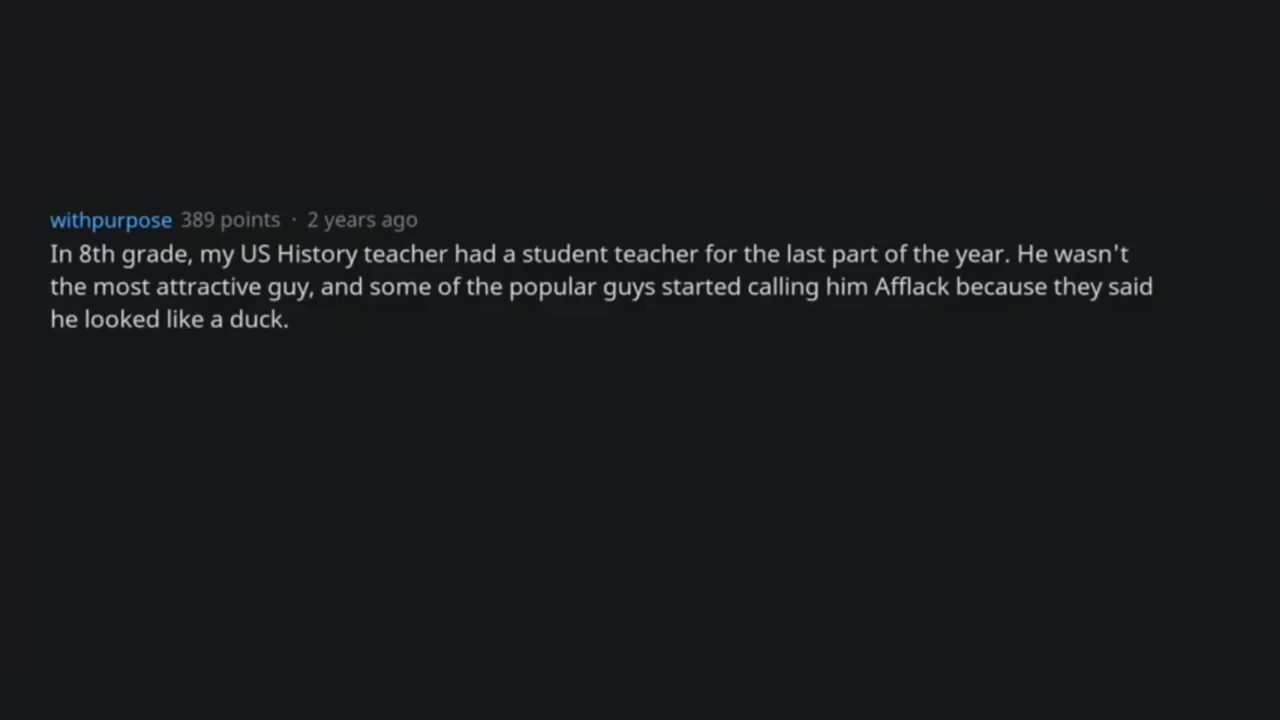 withpurpose 389 points · 2 years ago
In 8th grade, my US History teacher had a student teacher for the last part of the year. He wasn't
the most attractive guy, and some of the popular guys started calling him Afflack because they said
he looked like a duck.